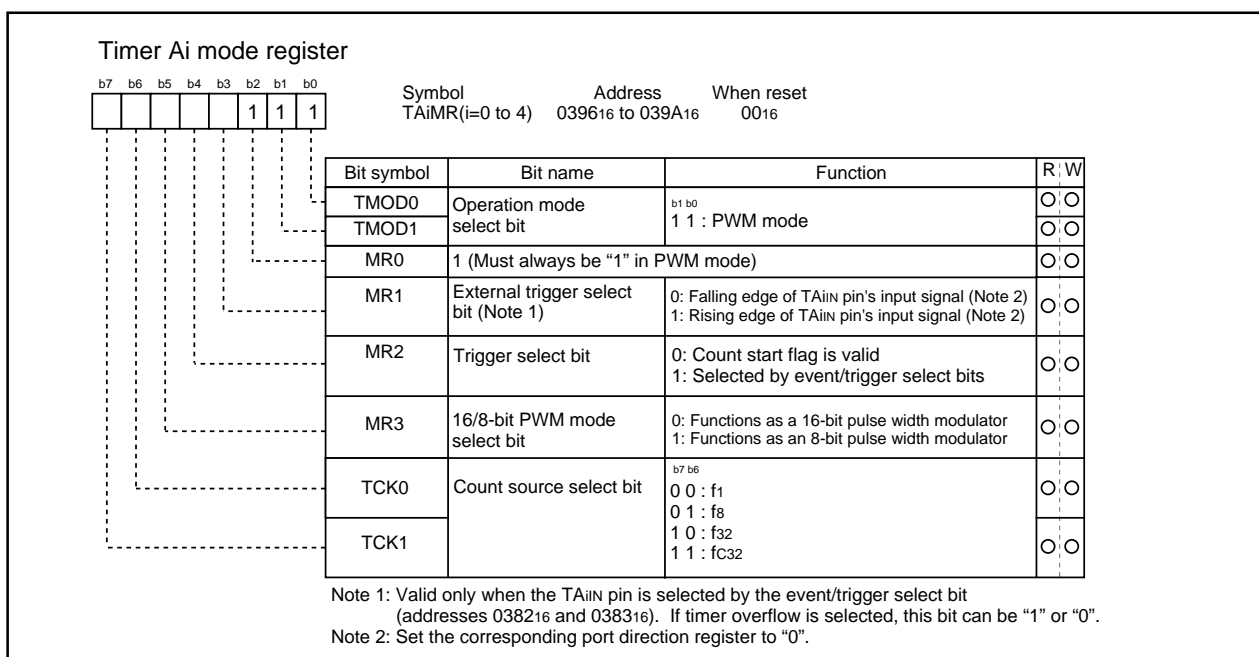 Timer Ai mode register
b7 b6 b5 b4 b3 b2 b1 b0
1 1 1
Symbol Address When reset
TAiMR(i=0 to 4) 039616 to 039A16 0016
Bit symbol Bit name Function R W
TMOD0 Operation mode select bit b1 b0
TMOD1 1 1 : PWM mode
MR0 1 (Must always be “1” in PWM mode)
MR1 External trigger select bit (Note 1) 0: Falling edge of TAiIN pin's input signal (Note 2)
1: Rising edge of TAiIN pin's input signal (Note 2)
MR2 Trigger select bit 0: Count start flag is valid
1: Selected by event/trigger select bits
MR3 16/8-bit PWM mode select bit 0: Functions as a 16-bit pulse width modulator
1: Functions as an 8-bit pulse width modulator
b7 b6
TCK0 Count source select bit 0 0 : f1
0 1 : f8
TCK1 1 0 : f32
1 1 : fC32
Note 1: Valid only when the TAiIN pin is selected by the event/trigger select bit
(addresses 038216 and 038316). If timer overflow is selected, this bit can be “1” or “0”.
Note 2: Set the corresponding port direction register to “0”.